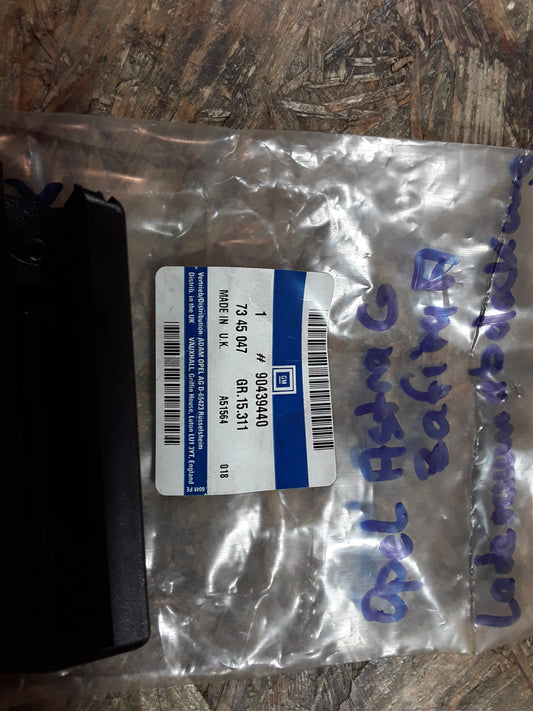 GM
1 # 90439440
73 45 047 GR.15.311
MADE IN U.K. A51564 018
Vertrieb/Distribution ADAM OPEL AG D-65423 Rüsselsheim
Distrib. in the UK VAUXHALL, Griffin House, Luton LU1 3YT, England
Opel Astra G
Zafira A